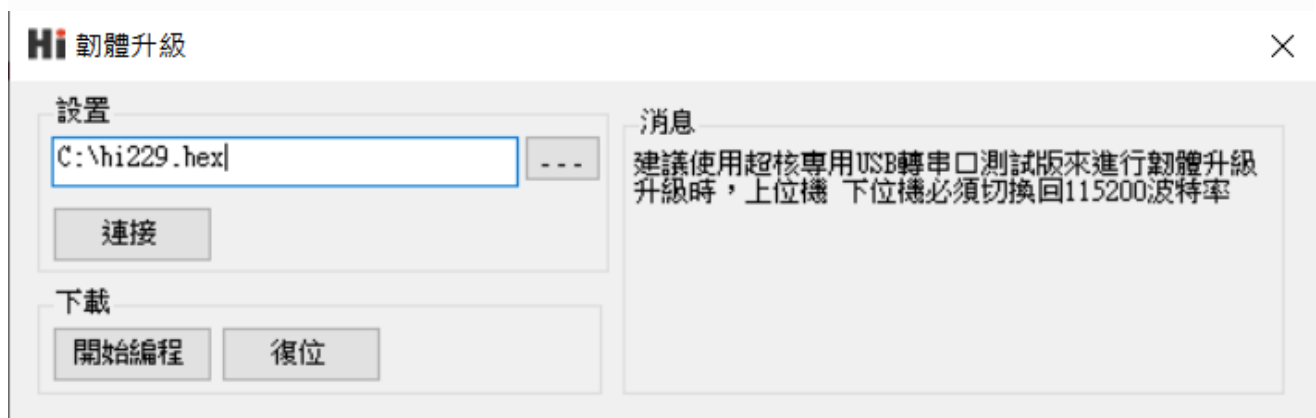 Hi 韌體升級
設置
C:\hi229.hex
...
連接
下載
開始編程
復位
消息
建議使用超核專用USB轉串口測試版來進行韌體升級
升級時，上位機 下位機必須切換回115200波特率